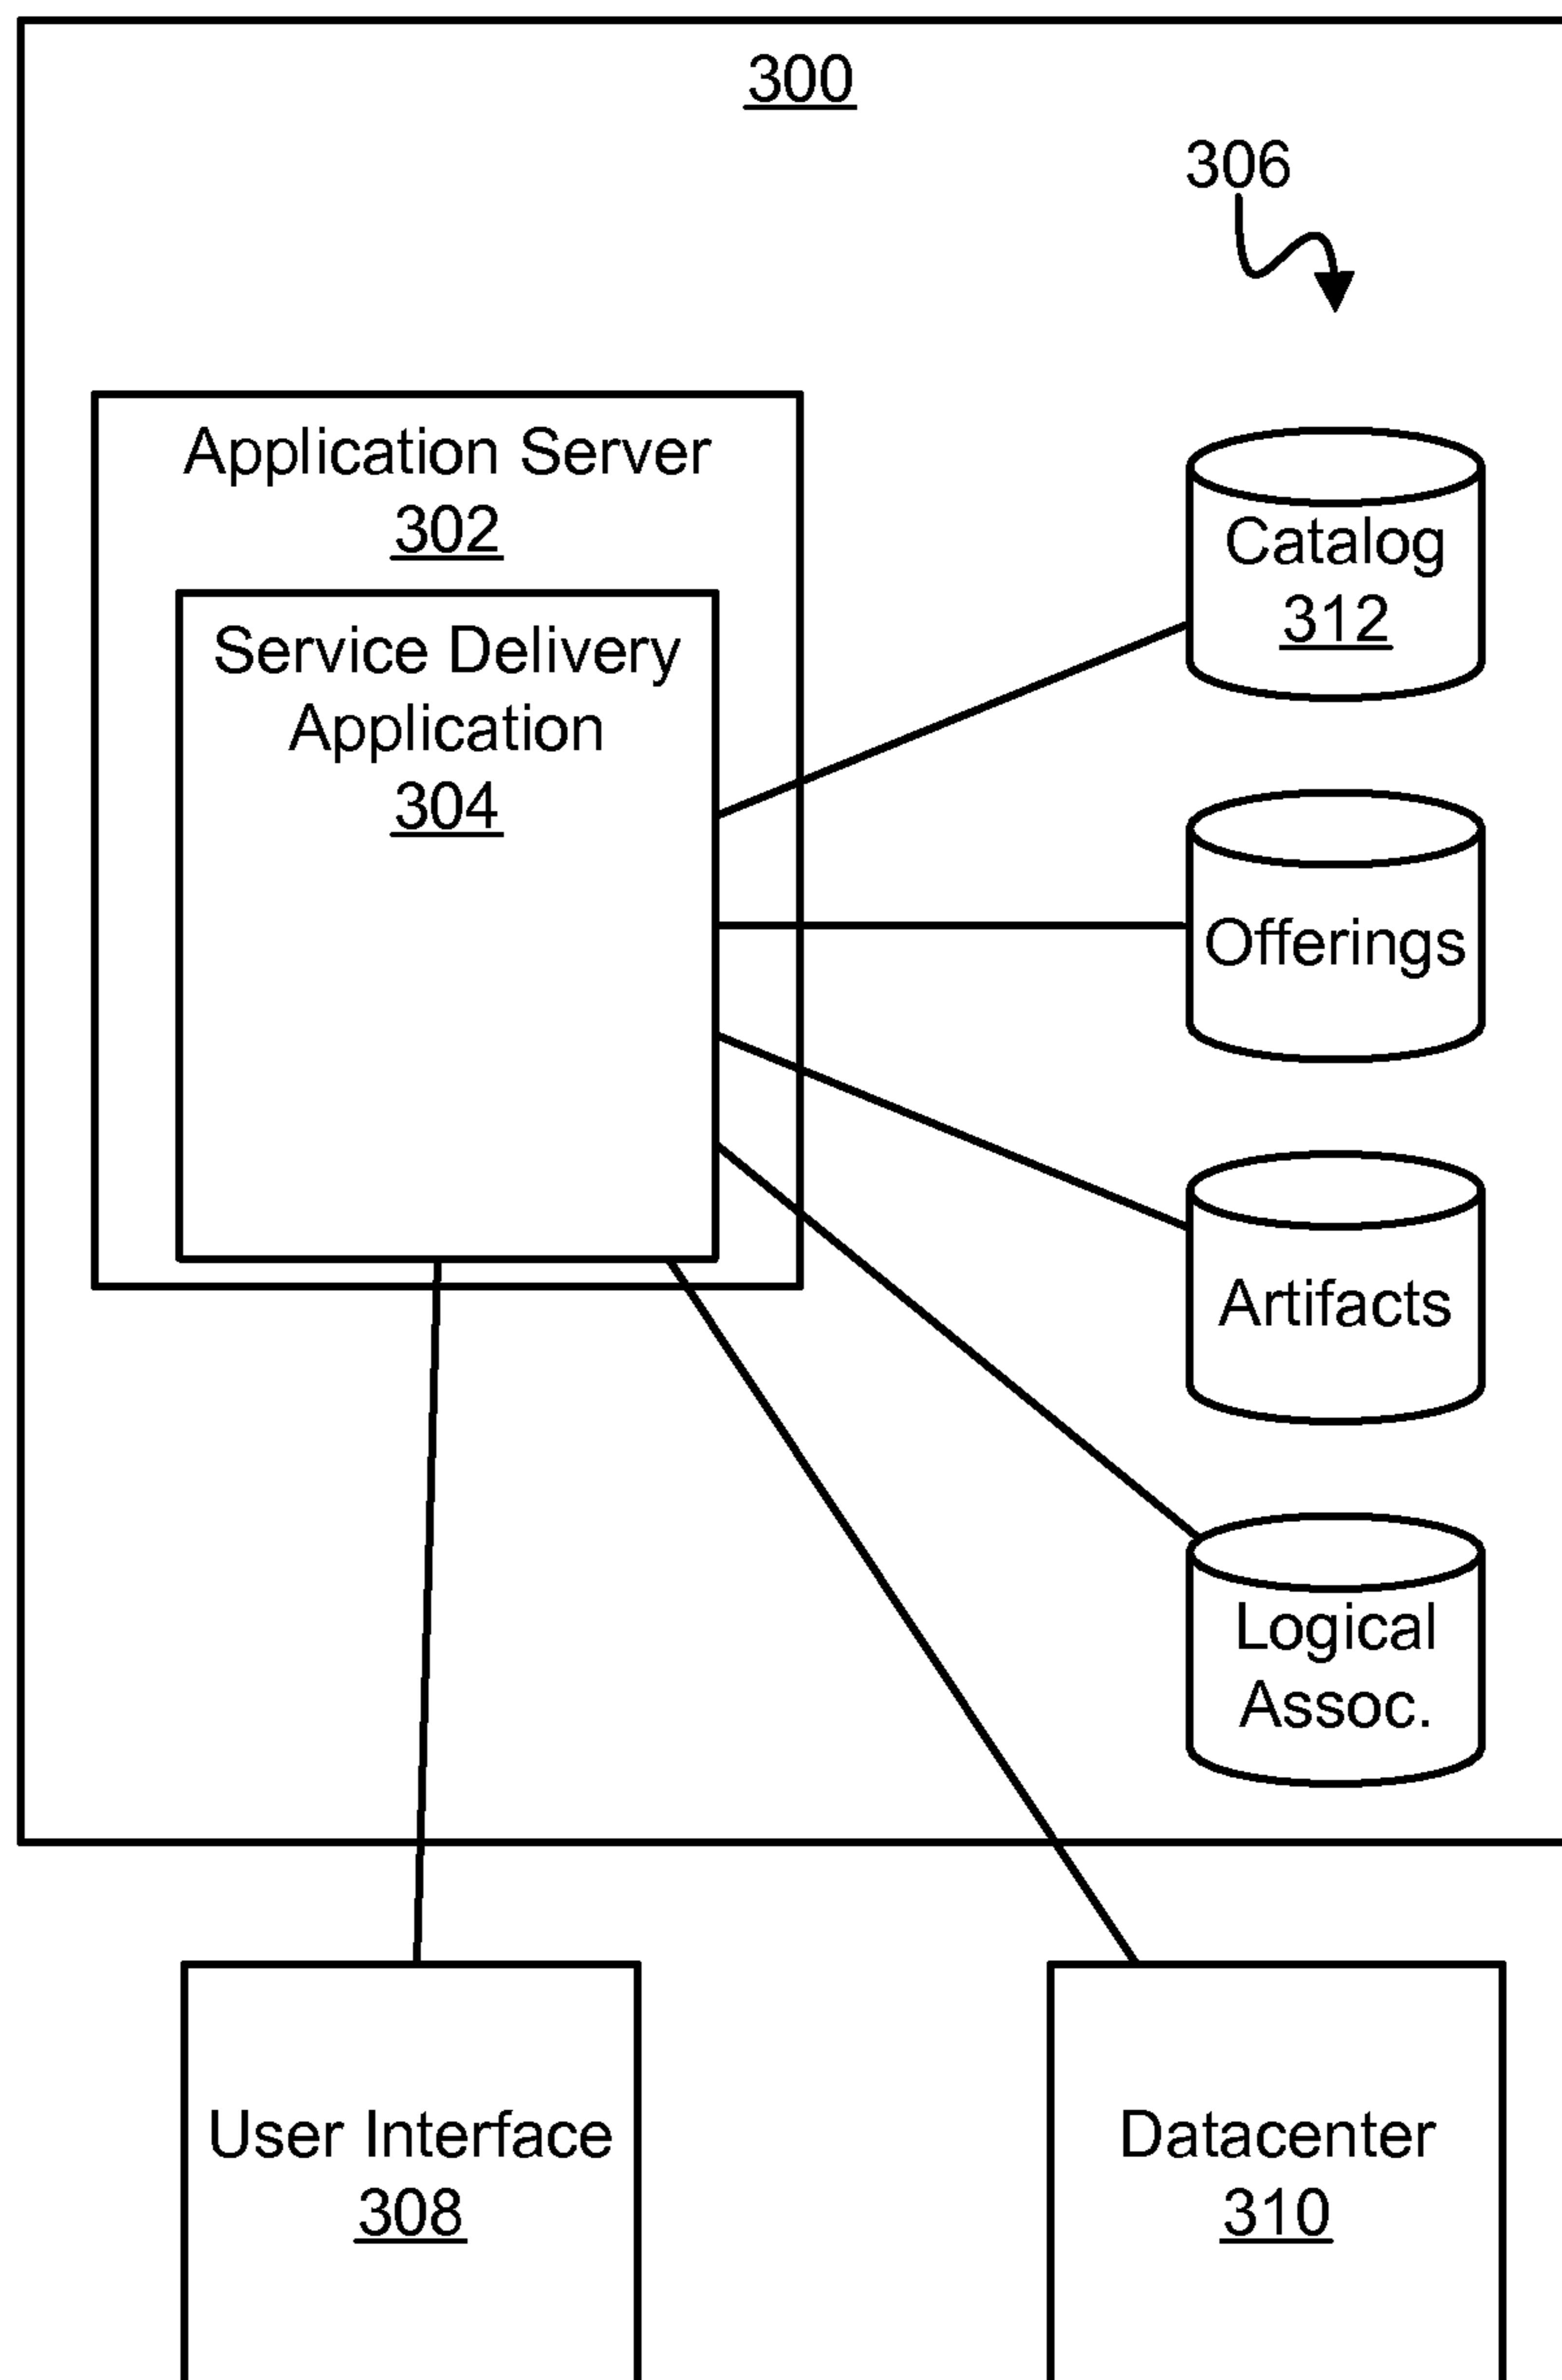 300
306
Application Server
302
Service Delivery
Application
304
Catalog
312
Offerings
Artifacts
Logical
Assoc.
User Interface
308
Datacenter
310